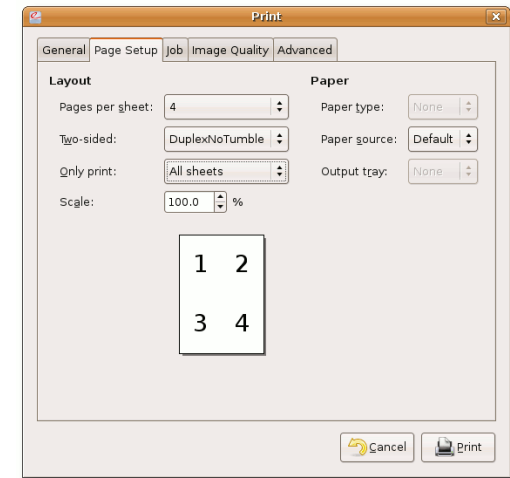 Print
General Page Setup Job Image Quality Advanced
Layout Paper
Pages per sheet: 4 Paper type: None
Two-sided: DuplexNoTumble Paper source: Default
Only print: All sheets Output tray: None
Scale: 100.0 %
1 2
3 4
Cancel Print